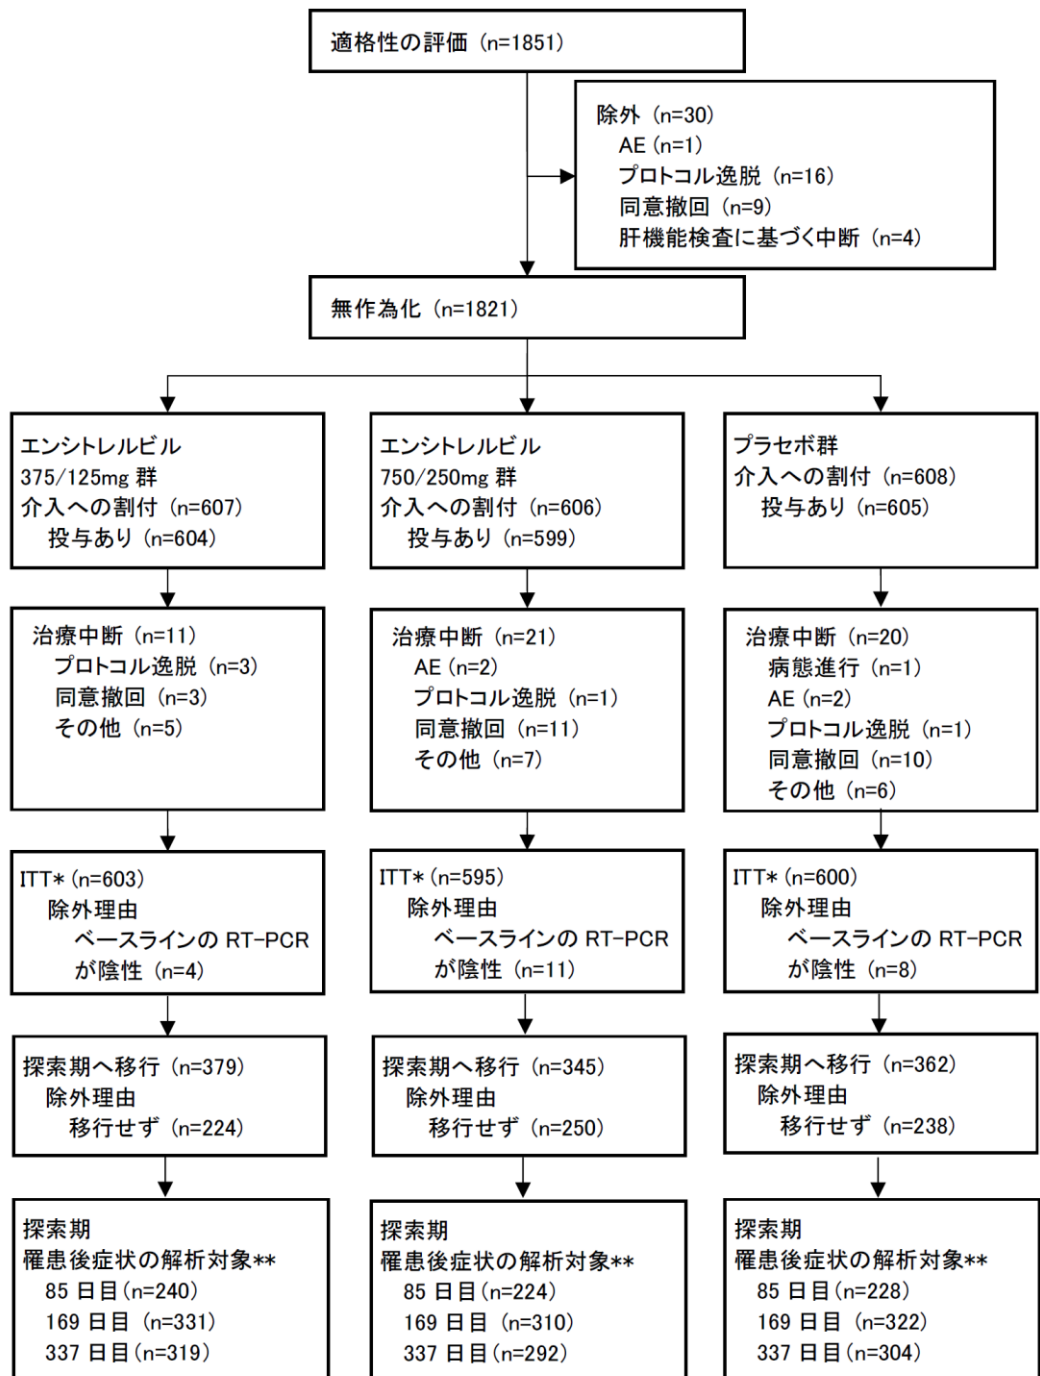 適格性の評価 (n=1851)
除外 (n=30)
AE (n=1)
プロトコル逸脱 (n=16)
同意撤回 (n=9)
肝機能検査に基づく中断 (n=4)
無作為化 (n=1821)
エンシトレルビル
375/125mg 群
介入への割付 (n=607)
投与あり (n=604)
エンシトレルビル
750/250mg 群
介入への割付 (n=606)
投与あり (n=599)
プラセボ群
介入への割付 (n=608)
投与あり (n=605)
治療中断 (n=11)
プロトコル逸脱 (n=3)
同意撤回 (n=3)
その他 (n=5)
治療中断 (n=21)
AE (n=2)
プロトコル逸脱 (n=1)
同意撤回 (n=11)
その他 (n=7)
治療中断 (n=20)
病態進行 (n=1)
AE (n=2)
プロトコル逸脱 (n=1)
同意撤回 (n=10)
その他 (n=6)
ITT* (n=603)
除外理由
ベースラインの RT-PCR
が陰性 (n=4)
ITT* (n=595)
除外理由
ベースラインの RT-PCR
が陰性 (n=11)
ITT* (n=600)
除外理由
ベースラインの RT-PCR
が陰性 (n=8)
探索期へ移行 (n=379)
除外理由
移行せず (n=224)
探索期へ移行 (n=345)
除外理由
移行せず (n=250)
探索期へ移行 (n=362)
除外理由
移行せず (n=238)
探索期
罹患後症状の解析対象**
85 日目 (n=240)
169 日目 (n=331)
337 日目 (n=319)
探索期
罹患後症状の解析対象**
85 日目 (n=224)
169 日目 (n=310)
337 日目 (n=292)
探索期
罹患後症状の解析対象**
85 日目 (n=228)
169 日目 (n=322)
337 日目 (n=304)